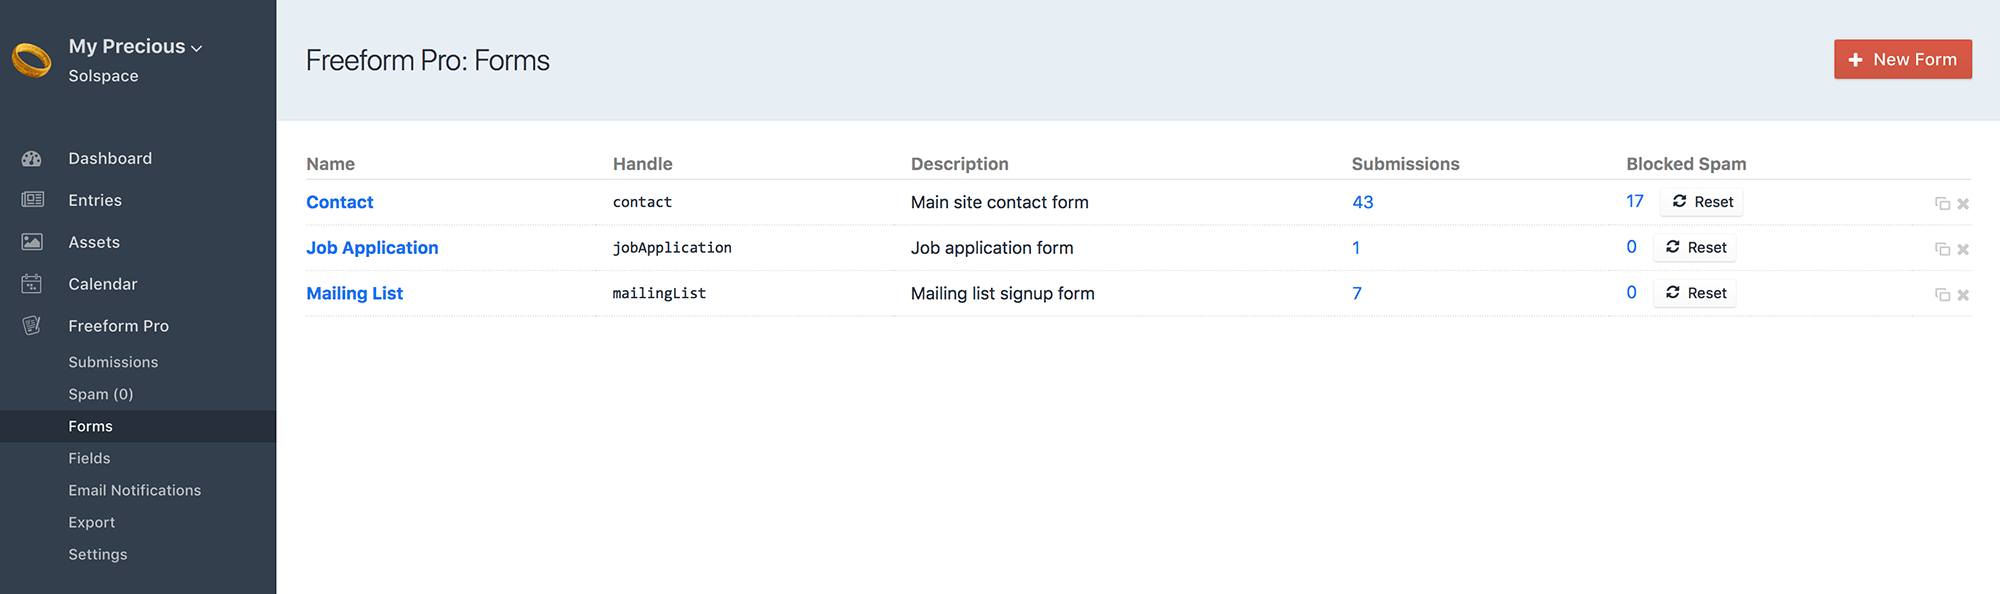 My Precious
Solspace
Dashboard
Entries
Assets
Calendar
Freeform Pro
Submissions
Spam (0)
Forms
Fields
Email Notifications
Export
Settings
Freeform Pro: Forms
New Form
Name Handle Description Submissions Blocked Spam
Contact contact Main site contact form 43 17 Reset
Job Application jobApplication Job application form 1 0 Reset
Mailing List mailingList Mailing list signup form 7 0 Reset